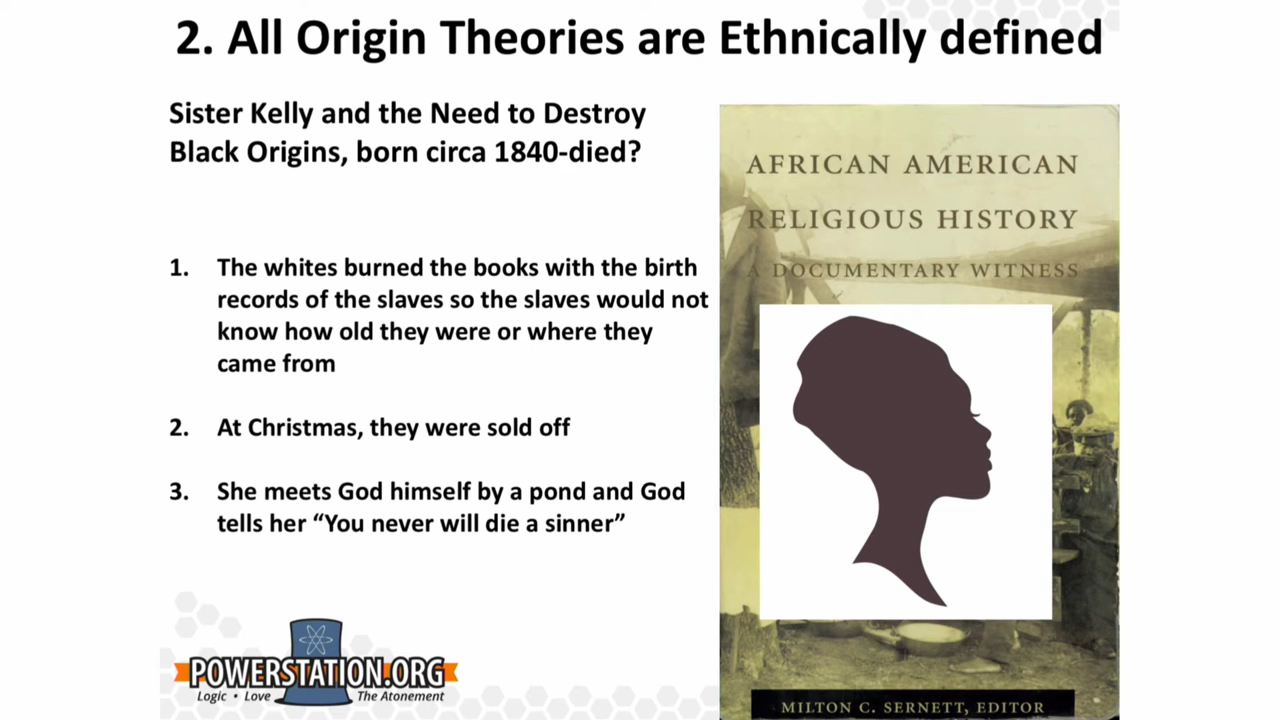 2. All Origin Theories are Ethnically defined
Sister Kelly and the Need to Destroy
Black Origins, born circa 1840-died?
1. The whites burned the books with the birth
records of the slaves so the slaves would not
know how old they were or where they
came from
2. At Christmas, they were sold off
3. She meets God himself by a pond and God
tells her “You never will die a sinner”
AFRICAN AMERICAN
RELIGIOUS HISTORY
A DOCUMENTARY WITNESS
MILTON C. SERNETT, EDITOR
POWERSTATION.ORG
Logic • Love The Atonement